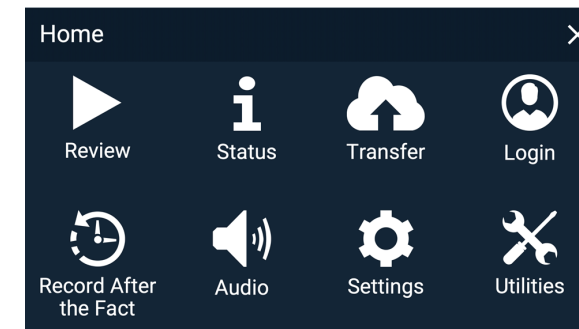 Home
Review
Status
Transfer
Login
Record After
the Fact
Audio
Settings
Utilities